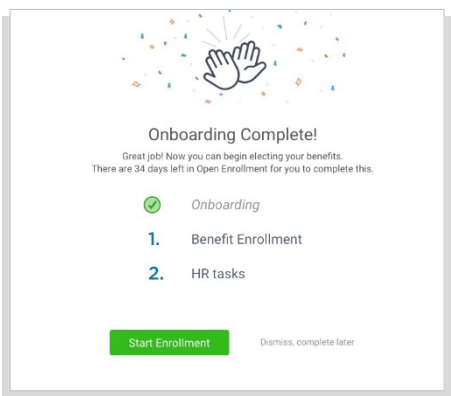 Onboarding Complete!
Great job! Now you can begin electing your benefits.
There are 34 days left in Open Enrollment for you to complete this.
Onboarding
1. Benefit Enrollment
2. HR tasks
Start Enrollment Dismiss, complete later